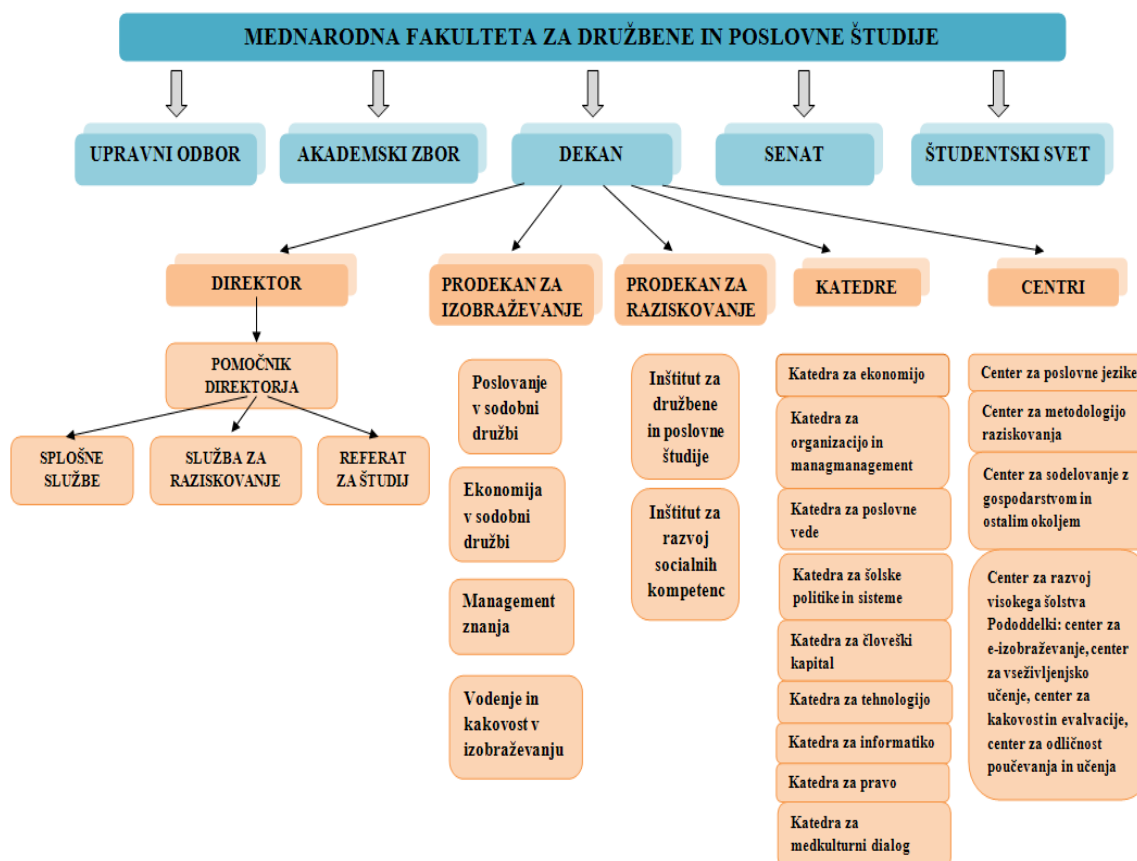 MEDNARODNA FAKULTETA ZA DRUŽBENE IN POSLOVNE ŠTUDIJE
UPRAVNI ODBOR
AKADEMSKI ZBOR
DEKAN
SENAT
ŠTUDENTSKI SVET
DIREKTOR
PRODEKAN ZA
IZOBRAŽEVANJE
PRODEKAN ZA
RAZISKOVANJE
KATEDRE
CENTRI
POMOČNIK
DIREKTORJA
SPLOŠNE
SLUŽBE
SLUŽBA ZA
RAZISKOVANJE
REFERAT
ZA ŠTUDIJ
Poslovanje
v sodobni
družbi
Ekonomija
v sodobni
družbi
Management
znanja
Vodenje in
kakovost v
izobraževanju
Inštitut za
družbene
in poslovne
študije
Inštitut za
razvoj
socialnih
kompetenc
Katedra za ekonomijo
Katedra za
organizacijo in
managmanagement
Katedra za poslovne
vede
Katedra za šolske
politike in sisteme
Katedra za človeški
kapital
Katedra za tehnologijo
Katedra za informatiko
Katedra za pravo
Katedra za
medkulturni dialog
Center za poslovne jezike
Center za metodologijo
raziskovanja
Center za sodelovanje z
gospodarstvom in
ostalim okoljem
Center za razvoj
visokega šolstva
Pododdelki: center za
e-izobraževanje, center
za vseživljenjsko
učenje, center za
kakovost in evalvacije,
center za odličnost
poučevanja in učenja